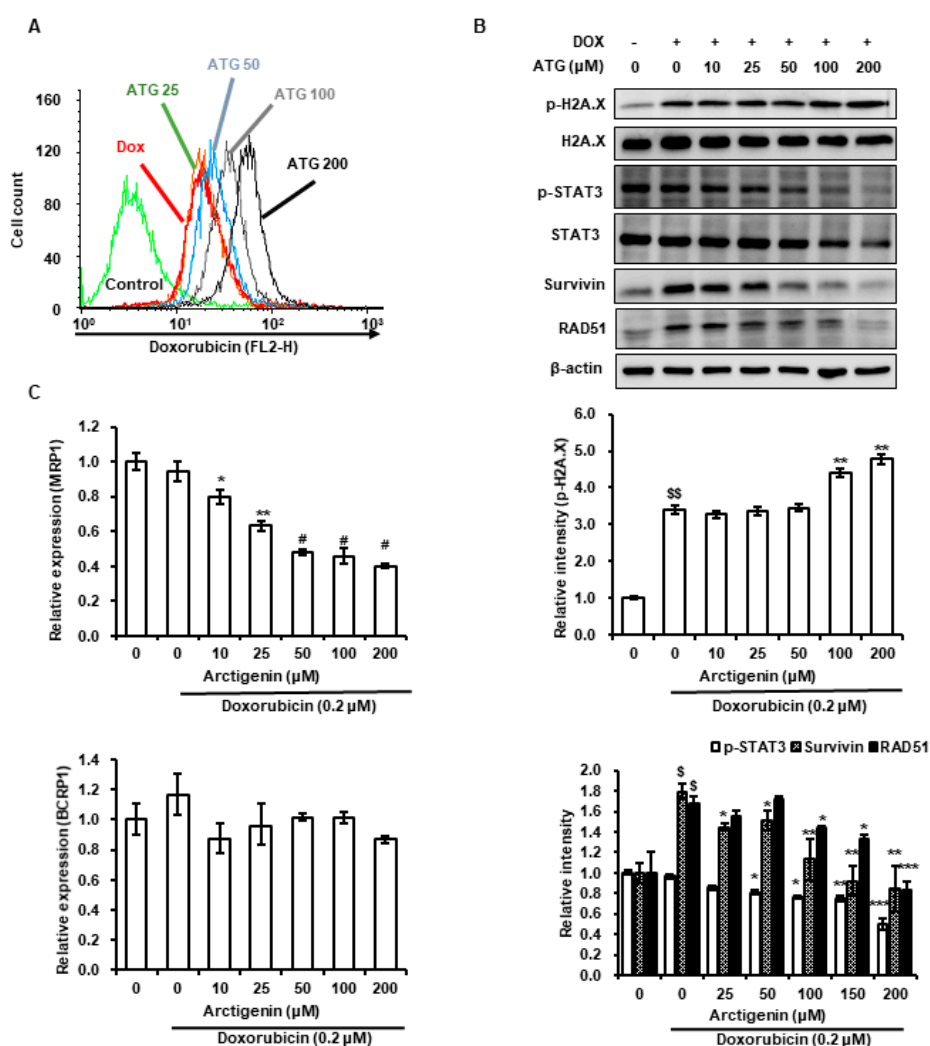 A
ATG 50
ATG 25
ATG 100
Dox
ATG 200
Control
Cell count
160
120
80
40
0
10⁰ 10¹ 10² 10³
Doxorubicin (FL2-H)
B
DOX - + + + + + +
ATG (µM) 0 0 10 25 50 100 200
p-H2A.X
H2A.X
p-STAT3
STAT3
Survivin
RAD51
β-actin
C
Relative expression (MRP1)
1.2
1.0
0.8
0.6
0.4
0.2
0.0
* ** # # #
0 0 10 25 50 100 200
Arctigenin (µM)
Doxorubicin (0.2 µM)
Relative intensity (p-H2A.X)
6.0
5.0
4.0
3.0
2.0
1.0
0.0
$$ ** **
0 0 10 25 50 100 200
Arctigenin (µM)
Doxorubicin (0.2 µM)
Relative expression (BCRP1)
1.4
1.2
1.0
0.8
0.6
0.4
0.2
0.0
0 0 10 25 50 100 200
Arctigenin (µM)
Doxorubicin (0.2 µM)
p-STAT3 Survivin RAD51
Relative intensity
2.0
1.8
1.6
1.4
1.2
1.0
0.8
0.6
0.4
0.2
0.0
$ $ * * * * ** * ** ** * *** ** ***
0 0 25 50 100 150 200
Arctigenin (µM)
Doxorubicin (0.2 µM)